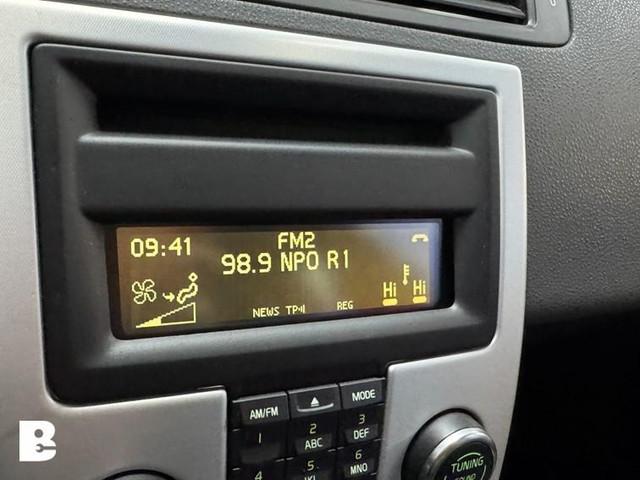 09:41
FM2
98.9 NPO R1
Hi Hi
NEWS TP REG
AM/FM
MODE
1
2
ABC
3
DEF
4
5
6
MNO
TUNING